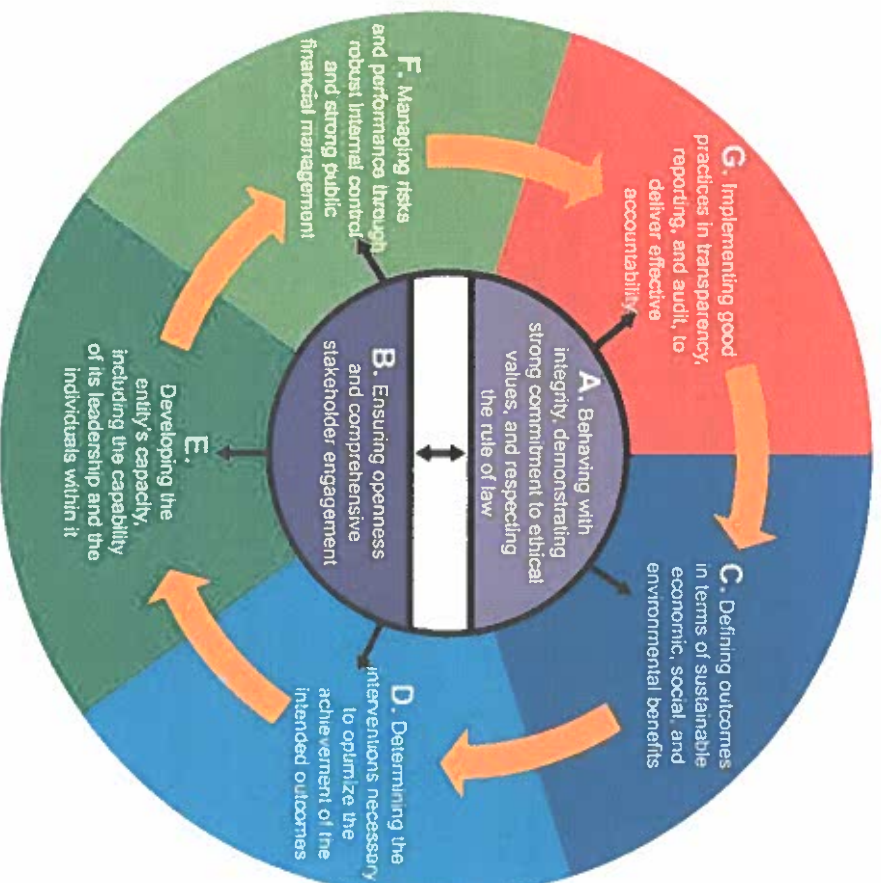 A. Behaving with
integrity, demonstrating
strong commitment to ethical
values, and respecting
the rule of law
B. Ensuring openness
and comprehensive
stakeholder engagement
C. Defining outcomes
in terms of sustainable
economic, social, and
environmental benefits
D. Determining the
interventions necessary
to optimize the
achievement of the
intended outcomes
E.
Developing the
entity's capacity,
including the capability
of its leadership and the
individuals within it
F. Managing risks
and performance through
robust internal control
and strong public
financial management
G. Implementing good
practices in transparency,
reporting, and audit, to
deliver effective
accountability